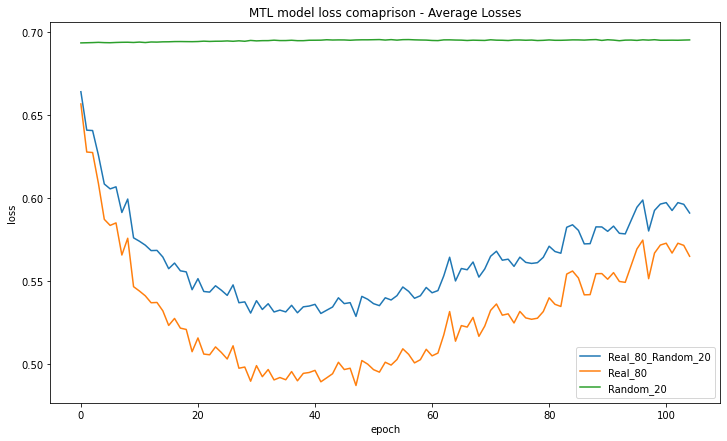 MTL model loss comaprison - Average Losses
0.70
0.65
0.60
0.55
0.50
loss
0
20
40
60
80
100
epoch
Real_80_Random_20
Real_80
Random_20